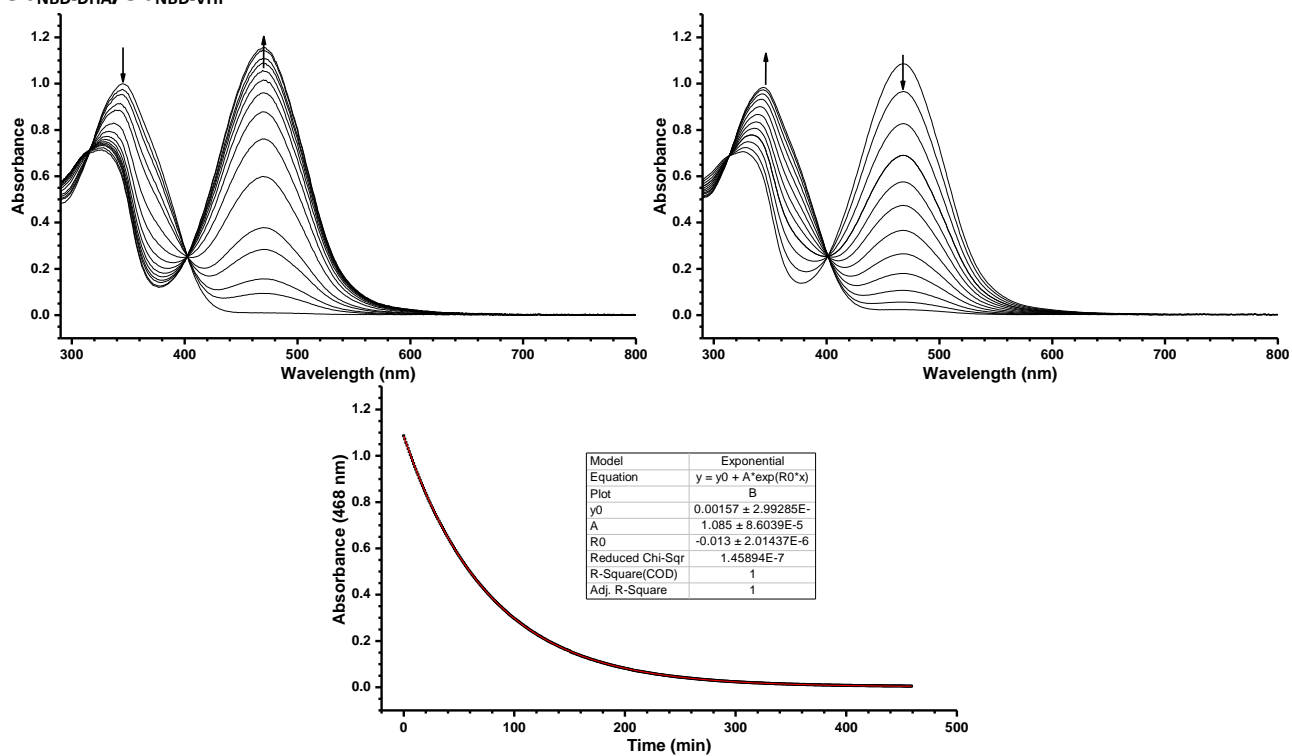 NBD-DHA, NBD-VHF
1.2
1.0
0.8
0.6
0.4
0.2
0.0
Absorbance
300 400 500 600 700 800
Wavelength (nm)
1.2
1.0
0.8
0.6
0.4
0.2
0.0
Absorbance
300 400 500 600 700 800
Wavelength (nm)
1.2
1.0
0.8
0.6
0.4
0.2
0.0
Absorbance (468 nm)
Model Exponential
Equation y = y0 + A*exp(R0*x)
Plot B
y0 0.00157 ± 2.99285E-
A 1.085 ± 8.6039E-5
R0 -0.013 ± 2.01437E-6
Reduced Chi-Sqr 1.45894E-7
R-Square(COD) 1
Adj. R-Square 1
0 100 200 300 400 500
Time (min)